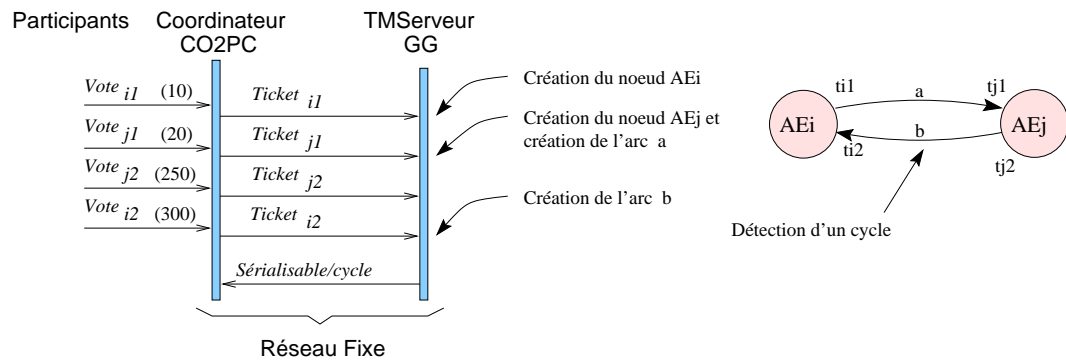 Participants
Coordinateur
CO2PC
TMServeur
GG
Vote i1 (10)
Ticket i1
Création du noeud AEi
Vote j1 (20)
Ticket j1
Création du noeud AEj et
création de l'arc a
Vote j2 (250)
Ticket j2
Vote i2 (300)
Ticket i2
Création de l'arc b
Sérialisable/cycle
Réseau Fixe
ti1
a
tj1
AEi
AEj
b
ti2
tj2
Détection d'un cycle